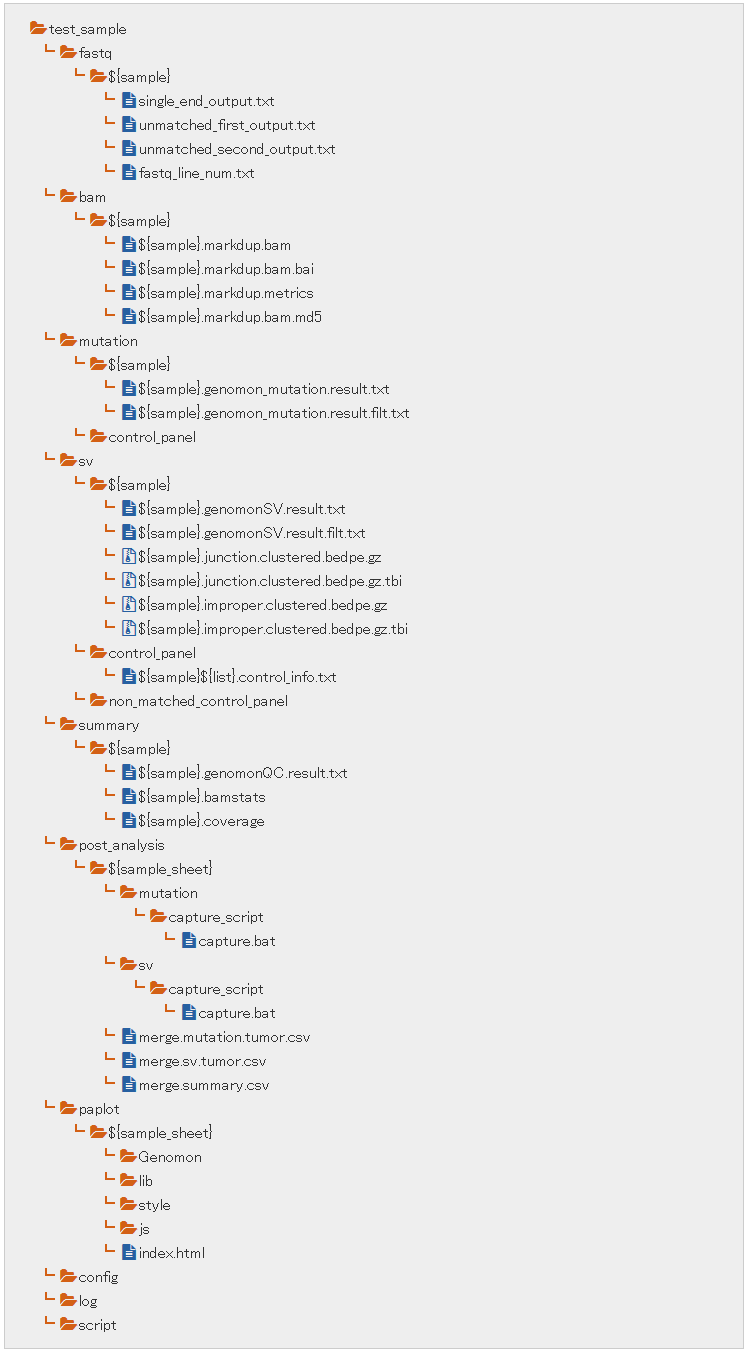 test_sample
fastq
${sample}
single_end_output.txt
unmatched_first_output.txt
unmatched_second_output.txt
fastq_line_num.txt
bam
${sample}
${sample}.markdup.bam
${sample}.markdup.bam.bai
${sample}.markdup.metrics
${sample}.markdup.bam.md5
mutation
${sample}
${sample}.genomon_mutation.result.txt
${sample}.genomon_mutation.result.filt.txt
control_panel
sv
${sample}
${sample}.genomonSV.result.txt
${sample}.genomonSV.result.filt.txt
${sample}.junction.clustered.bedpe.gz
${sample}.junction.clustered.bedpe.gz.tbi
${sample}.improper.clustered.bedpe.gz
${sample}.improper.clustered.bedpe.gz.tbi
control_panel
${sample}${list}.control_info.txt
non_matched_control_panel
summary
${sample}
${sample}.genomonQC.result.txt
${sample}.bamstats
${sample}.coverage
post_analysis
${sample_sheet}
mutation
capture_script
capture.bat
sv
capture_script
capture.bat
merge.mutation.tumor.csv
merge.sv.tumor.csv
merge.summary.csv
paplot
${sample_sheet}
Genomon
lib
style
js
index.html
config
log
script